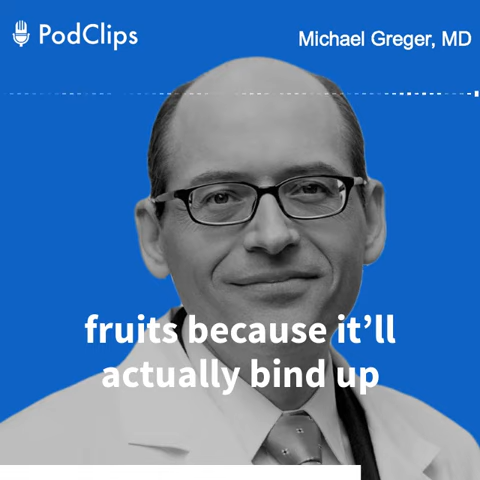 PodClips
Michael Greger, MD
fruits because it’ll
actually bind up